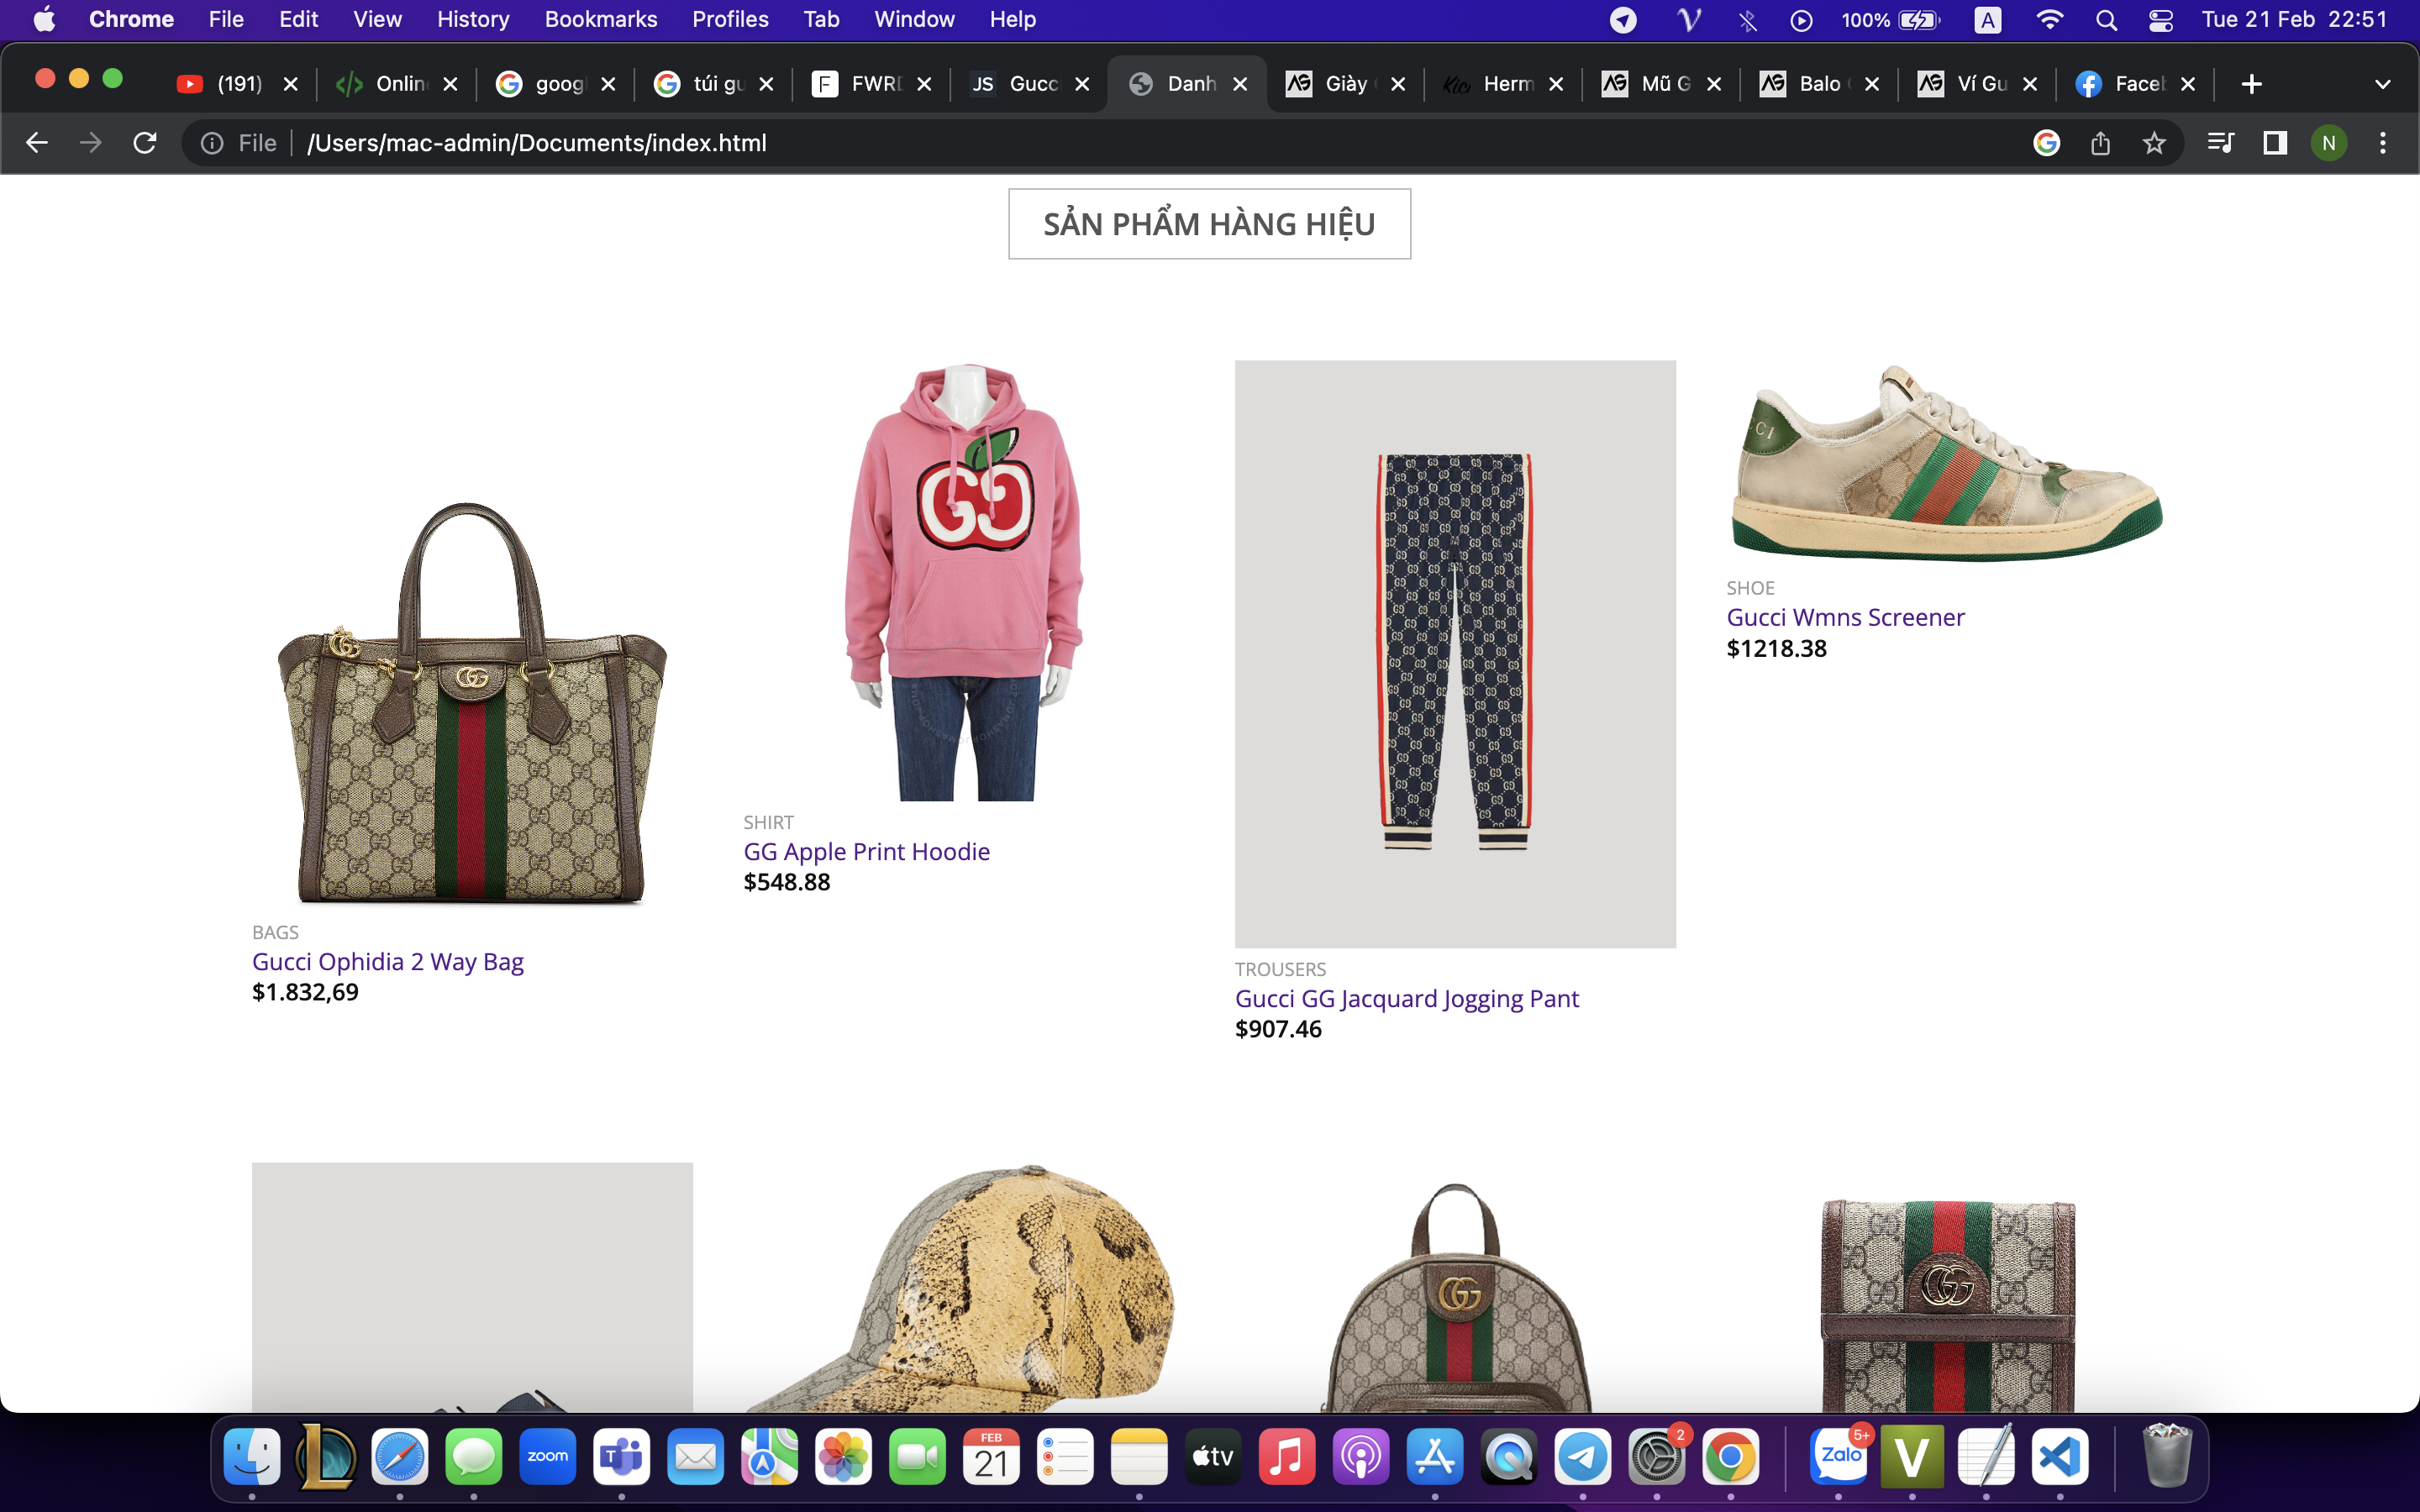 Chrome File Edit View History Bookmarks Profiles Tab Window Help 100% A Tue 21 Feb 22:51
(191) Onlin goog túi gu FWRD JS Gucc Danh Giày Herm Mũ G Balo Ví Gu Facel
File /Users/mac-admin/Documents/index.html N
SẢN PHẨM HÀNG HIỆU
SHOE
Gucci Wmns Screener
$1218.38
SHIRT
GG Apple Print Hoodie
$548.88
BAGS
Gucci Ophidia 2 Way Bag
$1.832,69
TROUSERS
Gucci GG Jacquard Jogging Pant
$907.46
zoom
FEB
21
tv
2
Zalo
5+
V